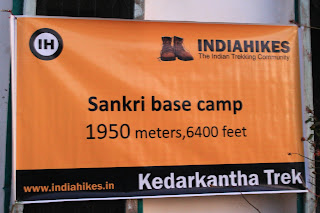 IH
INDIAHIKES
The Indian Trekking Community
Sankri base camp
1950 meters,6400 feet
www.indiahikes.in
Kedarkantha Trek